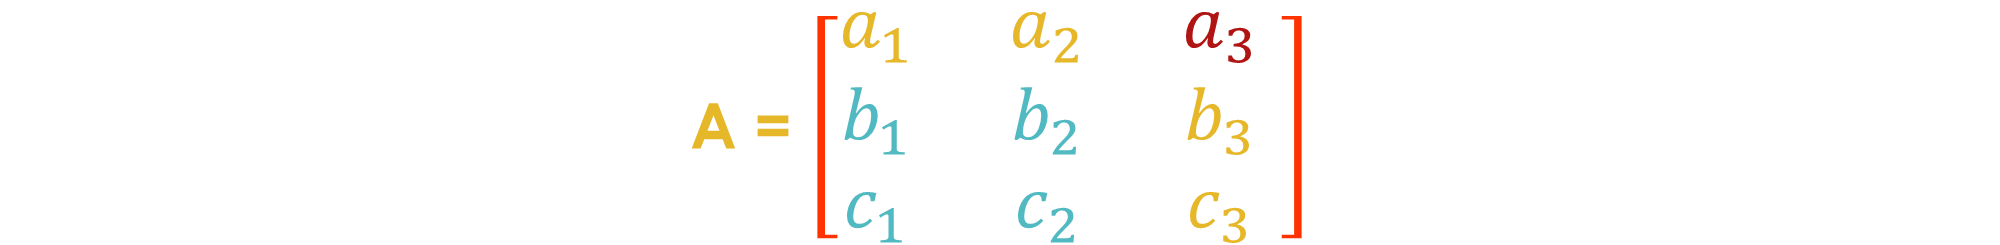 a₁ a₂ a₃
A = b₁ b₂ b₃
c₁ c₂ c₃